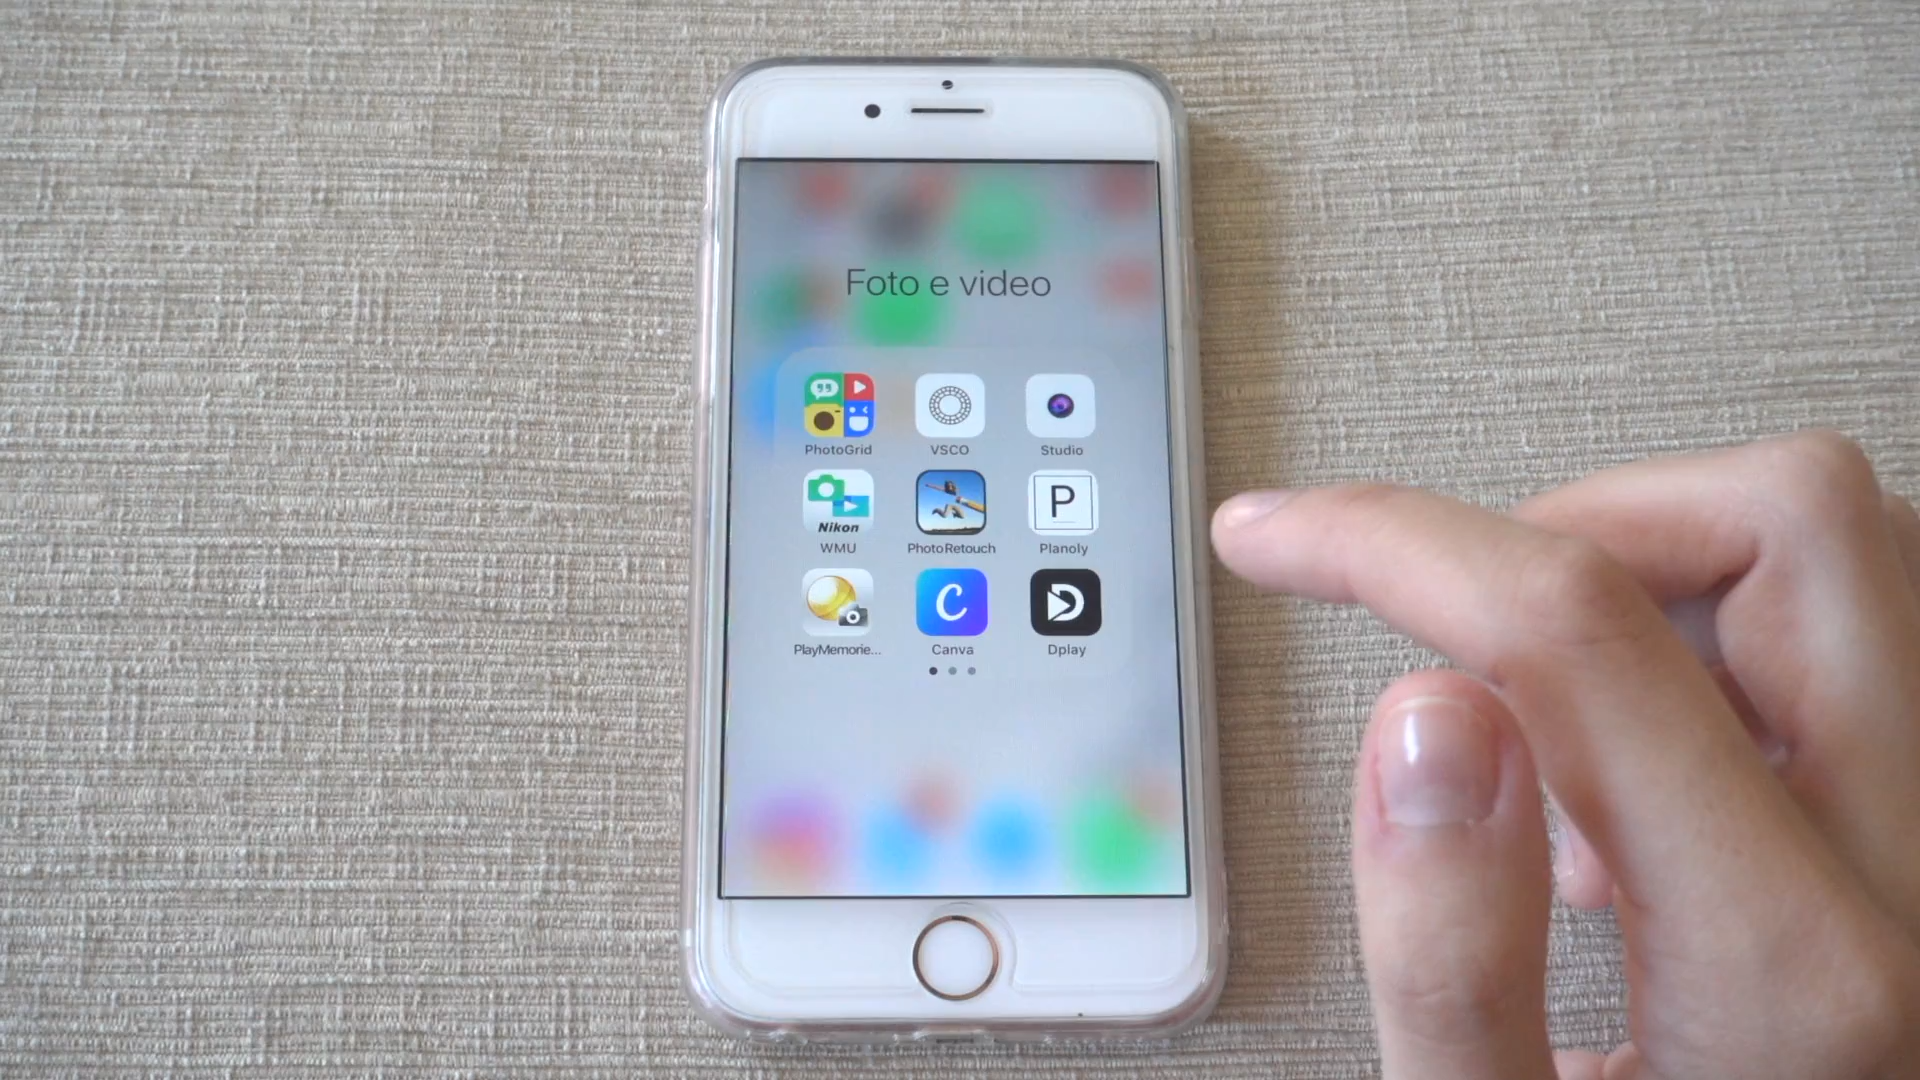 Foto e video
PhotoGrid
VSCO
Studio
Nikon
P
WMU
PhotoRetouch
Planoly
C
D
PlayMemorie...
Canva
Dplay